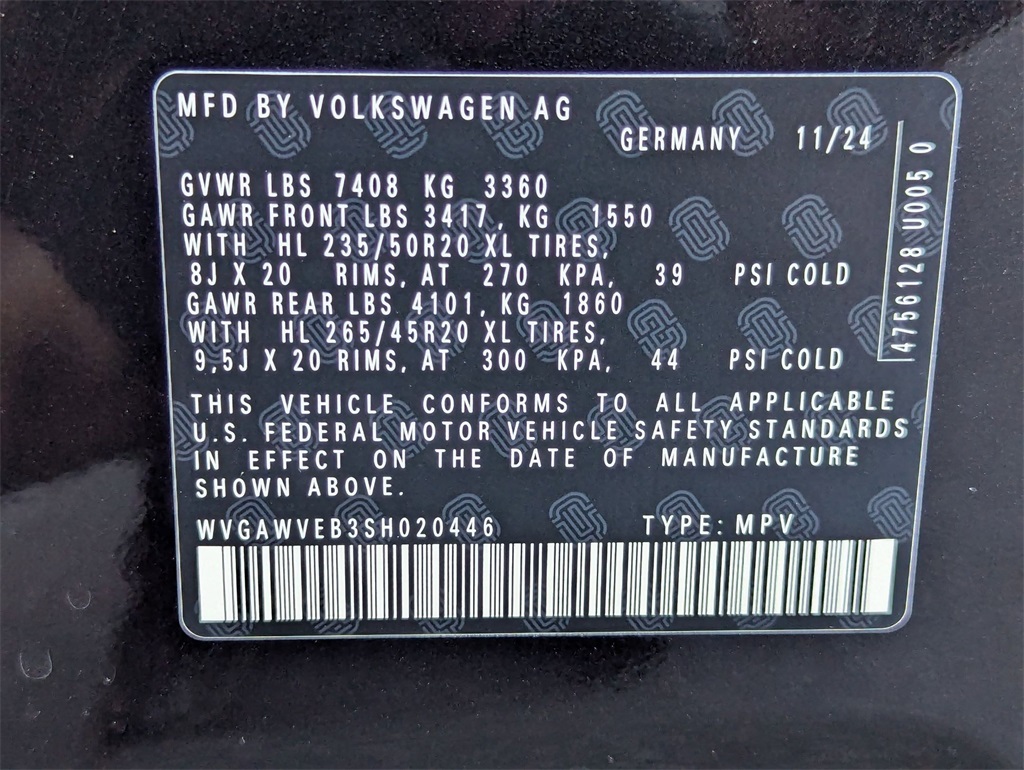 MFD BY VOLKSWAGEN AG
GERMANY 11/24
GVWR LBS 7408 KG 3360
GAWR FRONT LBS 3417, KG 1550
WITH HL 235/50R20 XL TIRES,
8J X 20 RIMS, AT 270 KPA, 39 PSI COLD
GAWR REAR LBS 4101, KG 1860
WITH HL 265/45R20 XL TIRES,
9,5J X 20 RIMS, AT 300 KPA, 44 PSI COLD
THIS VEHICLE CONFORMS TO ALL APPLICABLE
U.S. FEDERAL MOTOR VEHICLE SAFETY STANDARDS
IN EFFECT ON THE DATE OF MANUFACTURE
SHOWN ABOVE.
WVGAWVEB3SH020446 TYPE: MPV
4756128 U005 0